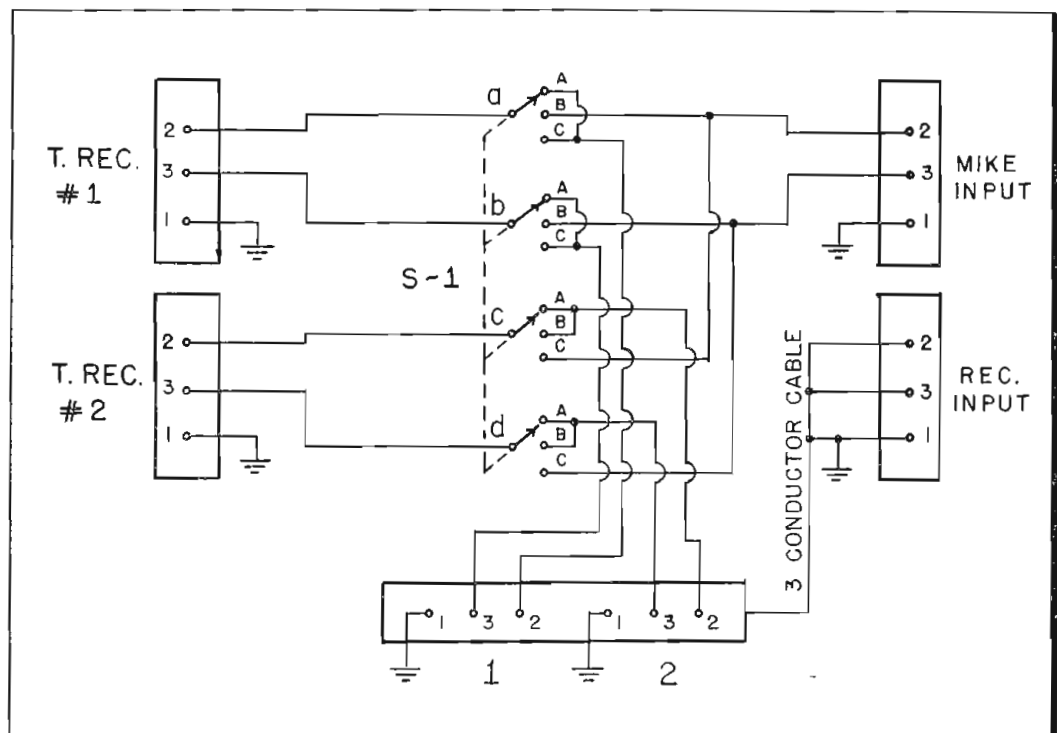 T. REC.
#1
2
3
1
a
A
B
C
b
A
B
C
S-1
2
3
1
MIKE
INPUT
T. REC.
#2
2
3
1
c
A
B
C
d
A
B
C
2
3
1
REC.
INPUT
3 CONDUCTOR CABLE
1 3 2 1 3 2
1 2